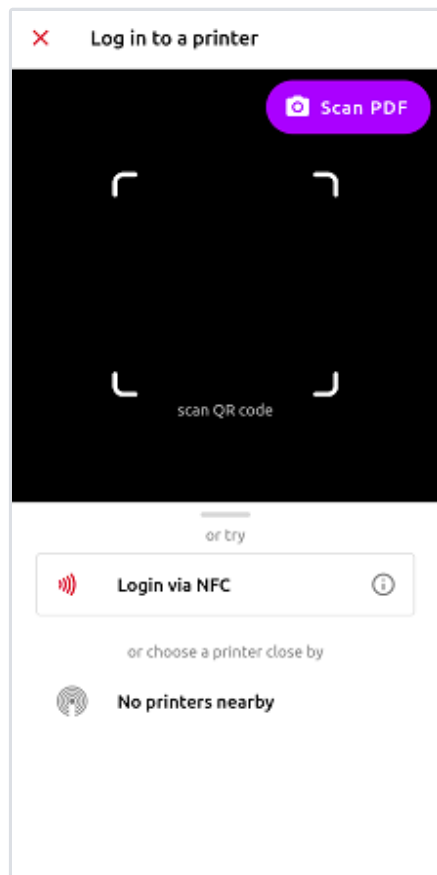 Log in to a printer
Scan PDF
scan QR code
or try
Login via NFC
or choose a printer close by
No printers nearby